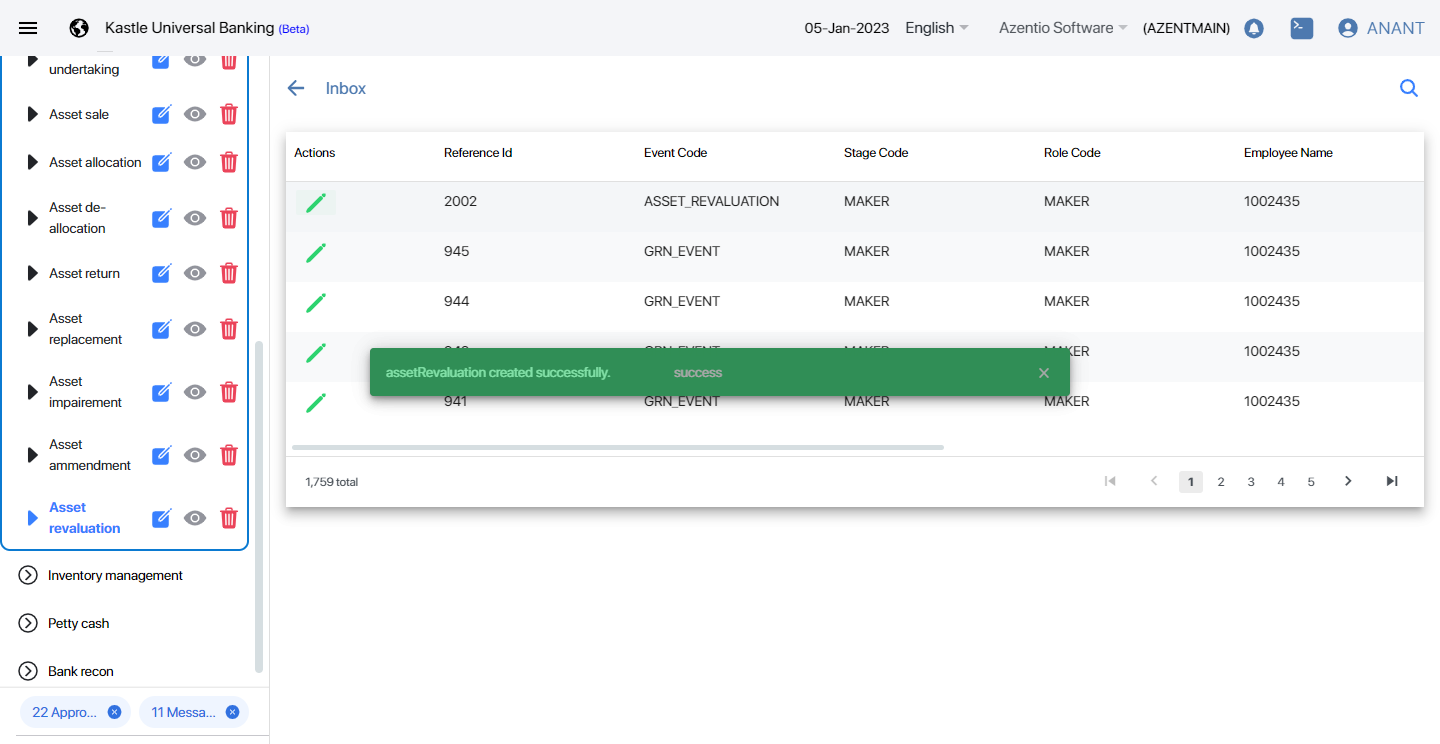 Kastle Universal Banking (Beta)
05-Jan-2023
English
Azentio Software
(AZENTMAIN)
ANANT
undertaking
Asset sale
Asset allocation
Asset de-
allocation
Asset return
Asset
replacement
Asset
impairement
Asset
ammendment
Asset
revaluation
Inventory management
Petty cash
Bank recon
22 Appro...
11 Messa...
Inbox
Actions Reference Id Event Code Stage Code Role Code Employee Name
2002 ASSET_REVALUATION MAKER MAKER 1002435
945 GRN_EVENT MAKER MAKER 1002435
944 GRN_EVENT MAKER MAKER 1002435
GRN_EVENT MAKER MAKER 1002435
assetRevaluation created successfully. success
941 GRN_EVENT MAKER MAKER 1002435
1,759 total
1 2 3 4 5